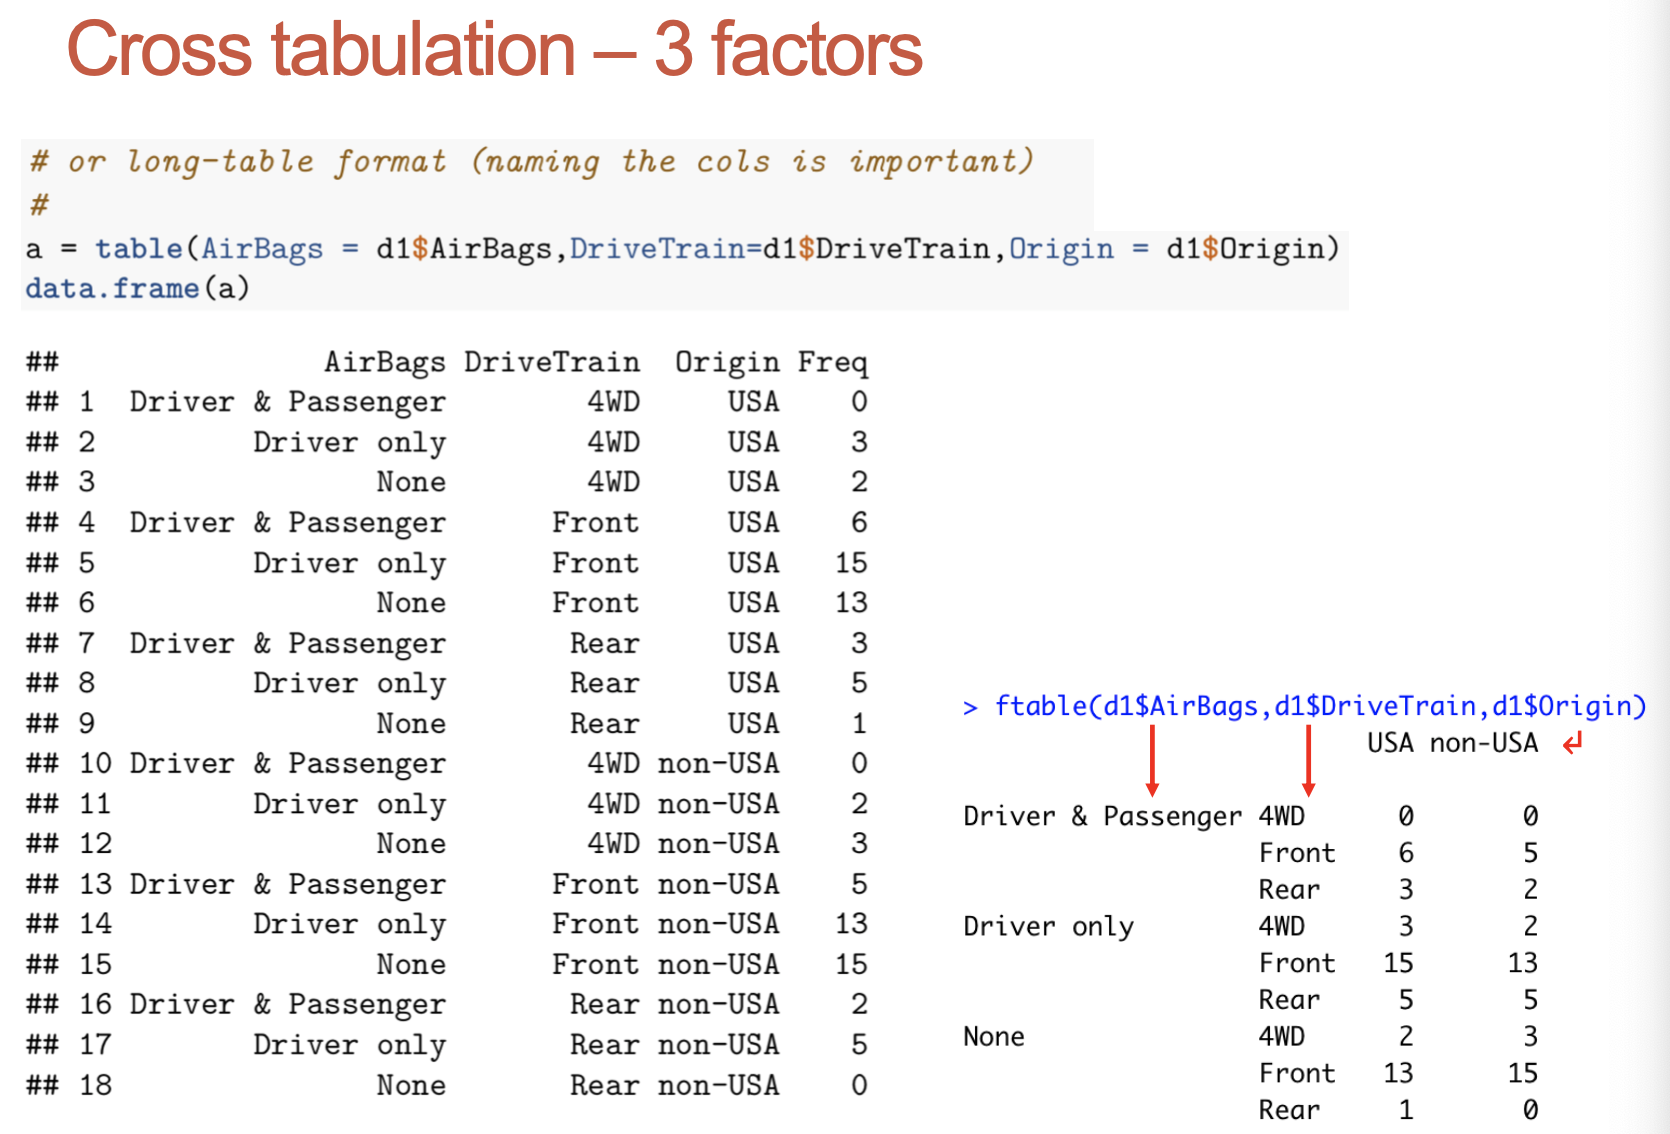 Cross tabulation – 3 factors
# or long-table format (naming the cols is important)
#
a = table(AirBags = d1$AirBags,DriveTrain=d1$DriveTrain,Origin = d1$Origin)
data.frame(a)
## AirBags DriveTrain Origin Freq
## 1 Driver & Passenger 4WD USA 0
## 2 Driver only 4WD USA 3
## 3 None 4WD USA 2
## 4 Driver & Passenger Front USA 6
## 5 Driver only Front USA 15
## 6 None Front USA 13
## 7 Driver & Passenger Rear USA 3
## 8 Driver only Rear USA 5
## 9 None Rear USA 1
## 10 Driver & Passenger 4WD non-USA 0
## 11 Driver only 4WD non-USA 2
## 12 None 4WD non-USA 3
## 13 Driver & Passenger Front non-USA 5
## 14 Driver only Front non-USA 13
## 15 None Front non-USA 15
## 16 Driver & Passenger Rear non-USA 2
## 17 Driver only Rear non-USA 5
## 18 None Rear non-USA 0
> ftable(d1$AirBags,d1$DriveTrain,d1$Origin)
USA non-USA
Driver & Passenger 4WD 0 0
Front 6 5
Rear 3 2
Driver only 4WD 3 2
Front 15 13
Rear 5 5
None 4WD 2 3
Front 13 15
Rear 1 0